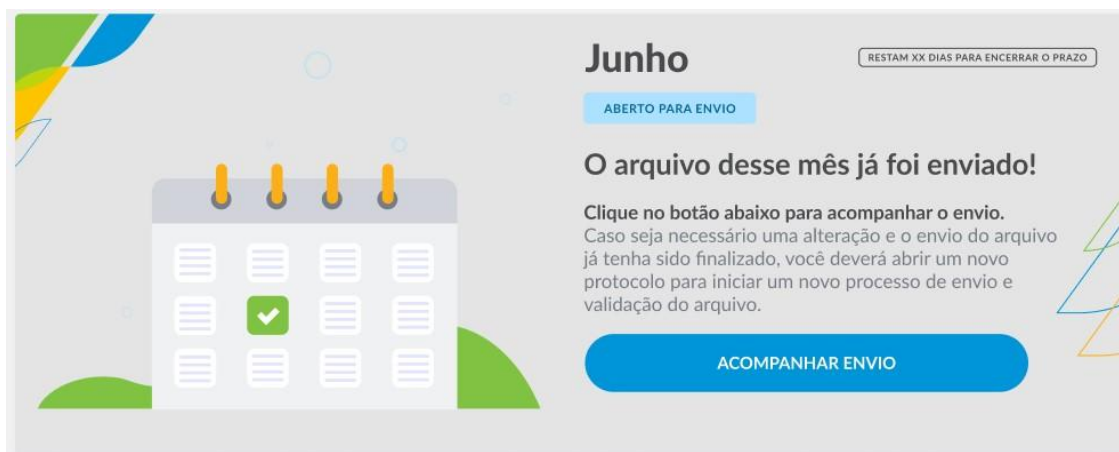 Junho
RESTAM XX DIAS PARA ENCERRAR O PRAZO
ABERTO PARA ENVIO
O arquivo desse mês já foi enviado!
Clique no botão abaixo para acompanhar o envio.
Caso seja necessário uma alteração e o envio do arquivo
já tenha sido finalizado, você deverá abrir um novo
protocolo para iniciar um novo processo de envio e
validação do arquivo.
ACOMPANHAR ENVIO